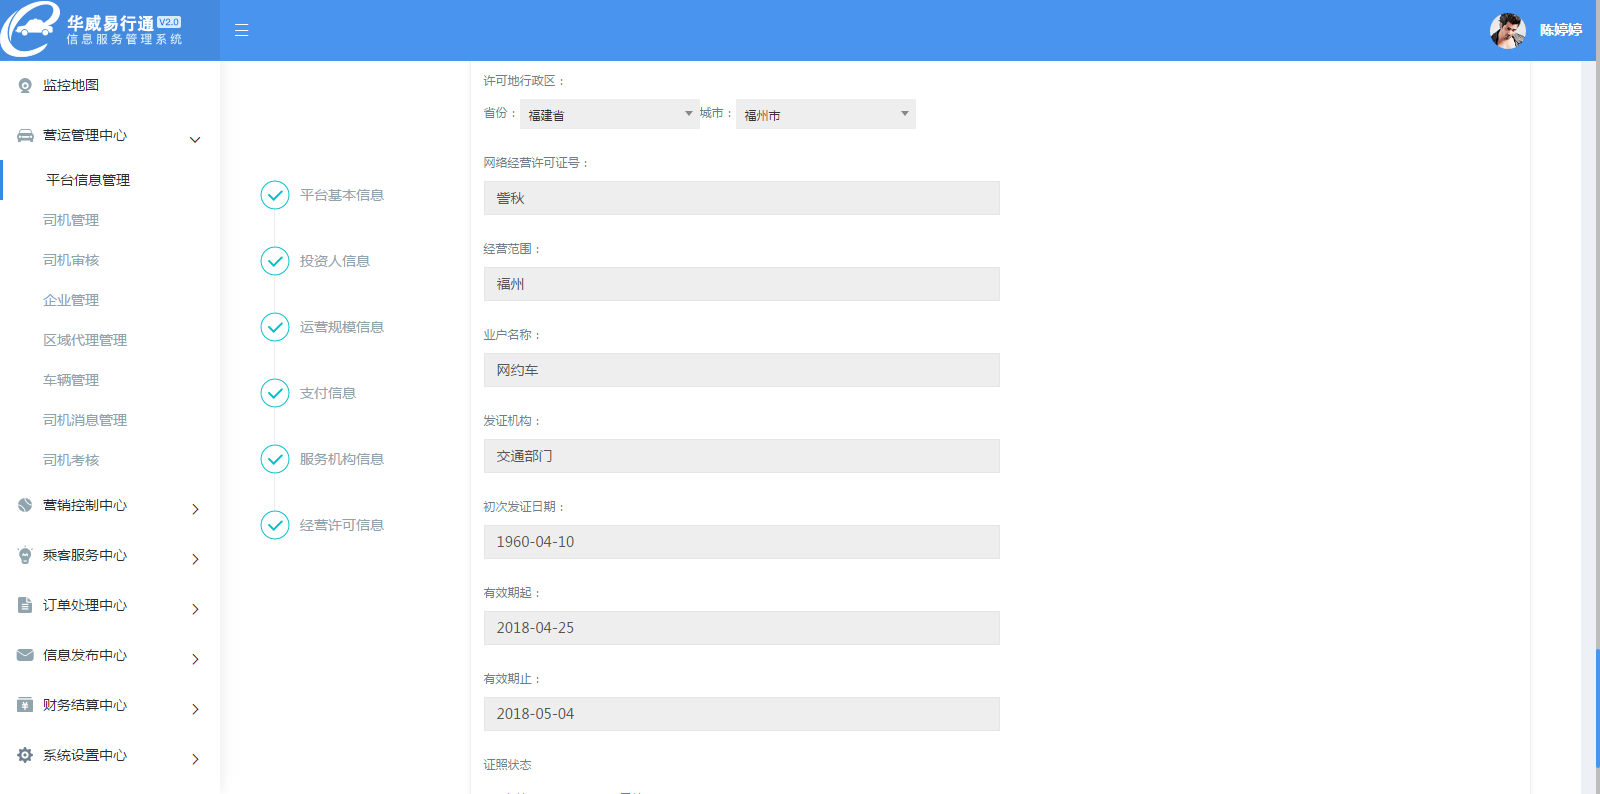 华威易行通 V2.0
信息服务管理系统
陈婷婷
监控地图
营运管理中心
平台信息管理
司机管理
司机审核
企业管理
区域代理管理
车辆管理
司机消息管理
司机考核
营销控制中心
乘客服务中心
订单处理中心
信息发布中心
财务结算中心
系统设置中心
平台基本信息
投资人信息
运营规模信息
支付信息
服务机构信息
经营许可信息
许可地行政区：
省份： 福建省 城市： 福州市
网络经营许可证号：
訾秋
经营范围：
福州
业户名称：
网约车
发证机构：
交通部门
初次发证日期：
1960-04-10
有效期起：
2018-04-25
有效期止：
2018-05-04
证照状态